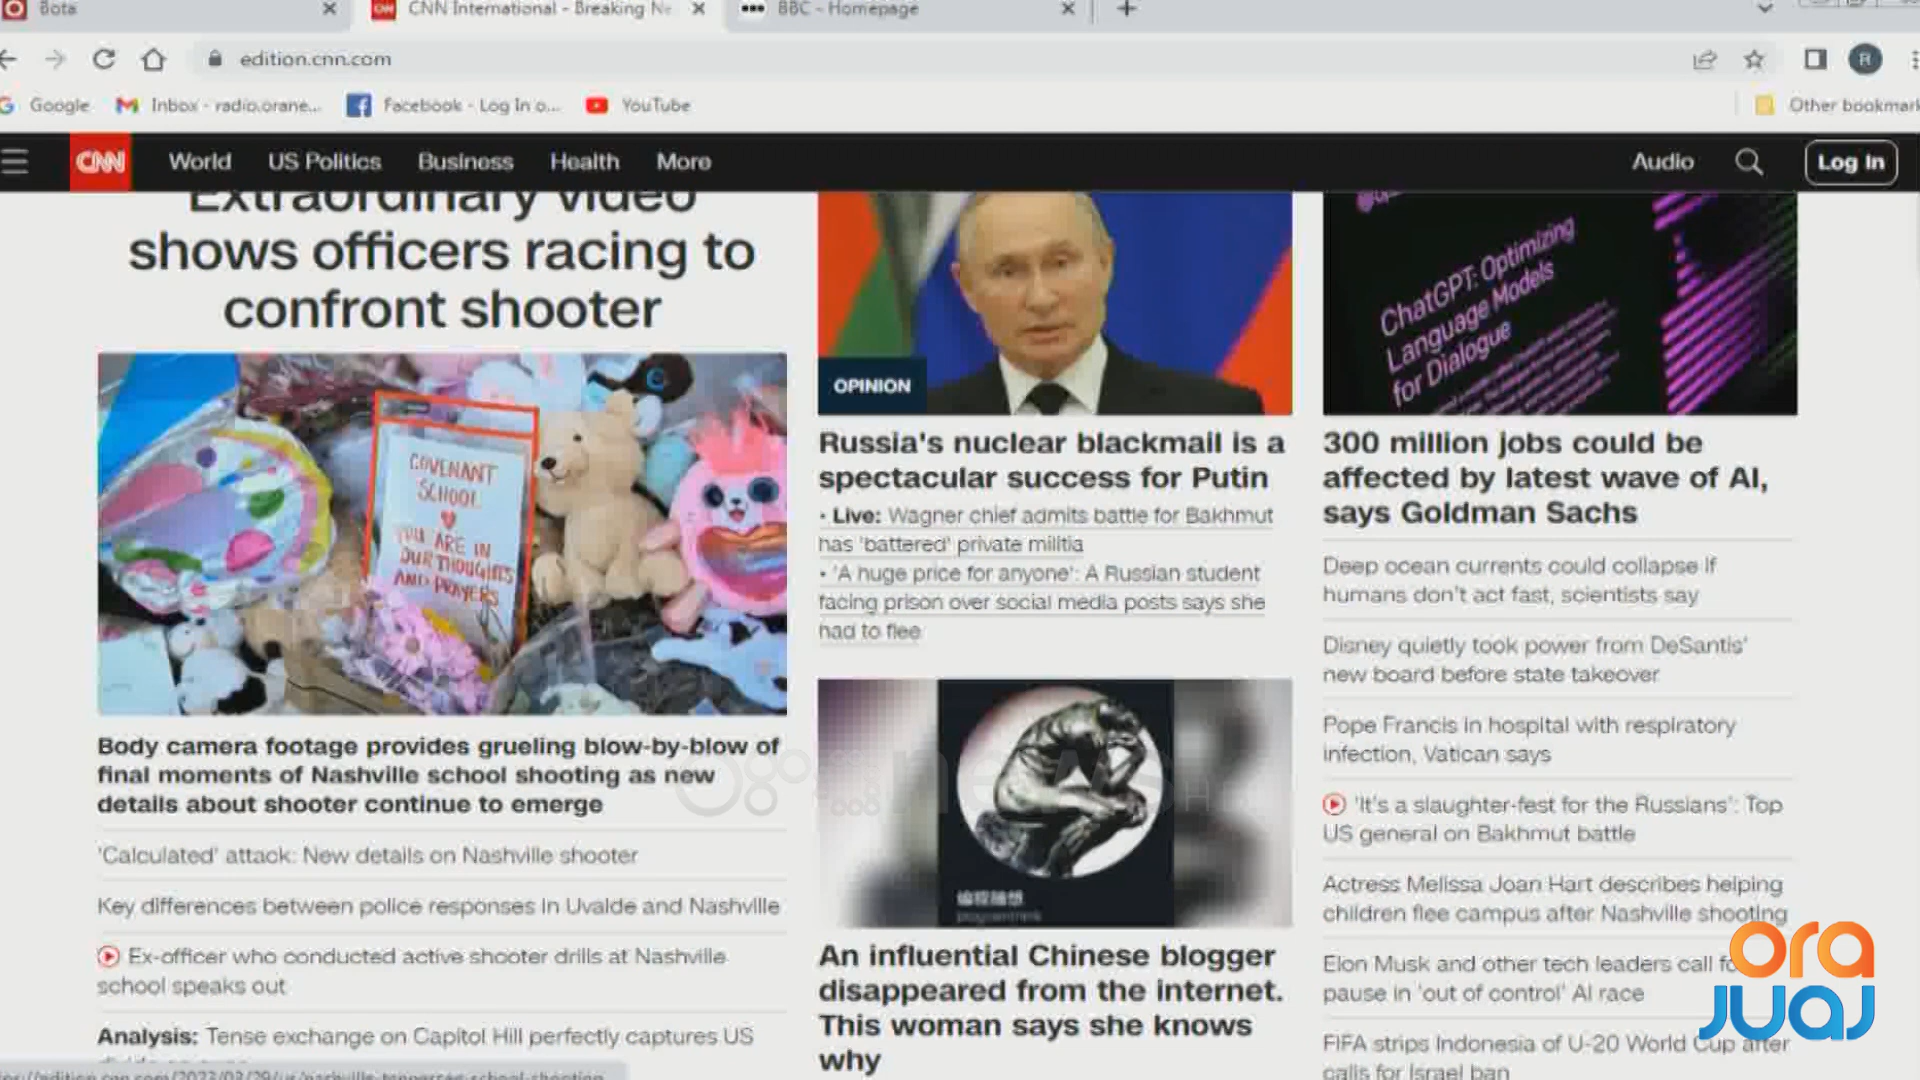 Bota
CNN International - Breaking Ne
BBC - Homepage
edition.cnn.com
R
Google
Inbox - radio.orane...
Facebook - Log In o...
YouTube
Other bookmark
CNN
World
US Politics
Business
Health
More
Audio
Log In
Extraordinary video
shows officers racing to
confront shooter
COVENANT
SCHOOL
YOU ARE IN
OUR THOUGHTS
AND PRAYERS
Body camera footage provides grueling blow-by-blow of
final moments of Nashville school shooting as new
details about shooter continue to emerge
'Calculated' attack: New details on Nashville shooter
Key differences between police responses in Uvalde and Nashville
Ex-officer who conducted active shooter drills at Nashville
school speaks out
Analysis: Tense exchange on Capitol Hill perfectly captures US
OPINION
Russia's nuclear blackmail is a
spectacular success for Putin
• Live: Wagner chief admits battle for Bakhmut
has 'battered' private militia
• 'A huge price for anyone': A Russian student
facing prison over social media posts says she
had to flee
编程随想
programthink
news
An influential Chinese blogger
disappeared from the internet.
This woman says she knows
why
ChatGPT: Optimizing
Language Models
for Dialogue
300 million jobs could be
affected by latest wave of AI,
says Goldman Sachs
Deep ocean currents could collapse if
humans don't act fast, scientists say
Disney quietly took power from DeSantis'
new board before state takeover
Pope Francis in hospital with respiratory
infection, Vatican says
'It's a slaughter-fest for the Russians': Top
US general on Bakhmut battle
Actress Melissa Joan Hart describes helping
children flee campus after Nashville shooting
Elon Musk and other tech leaders call fo
pause in 'out of control' AI race
FIFA strips Indonesia of U-20 World Cup after
calls for Israel ban
ora
juaj